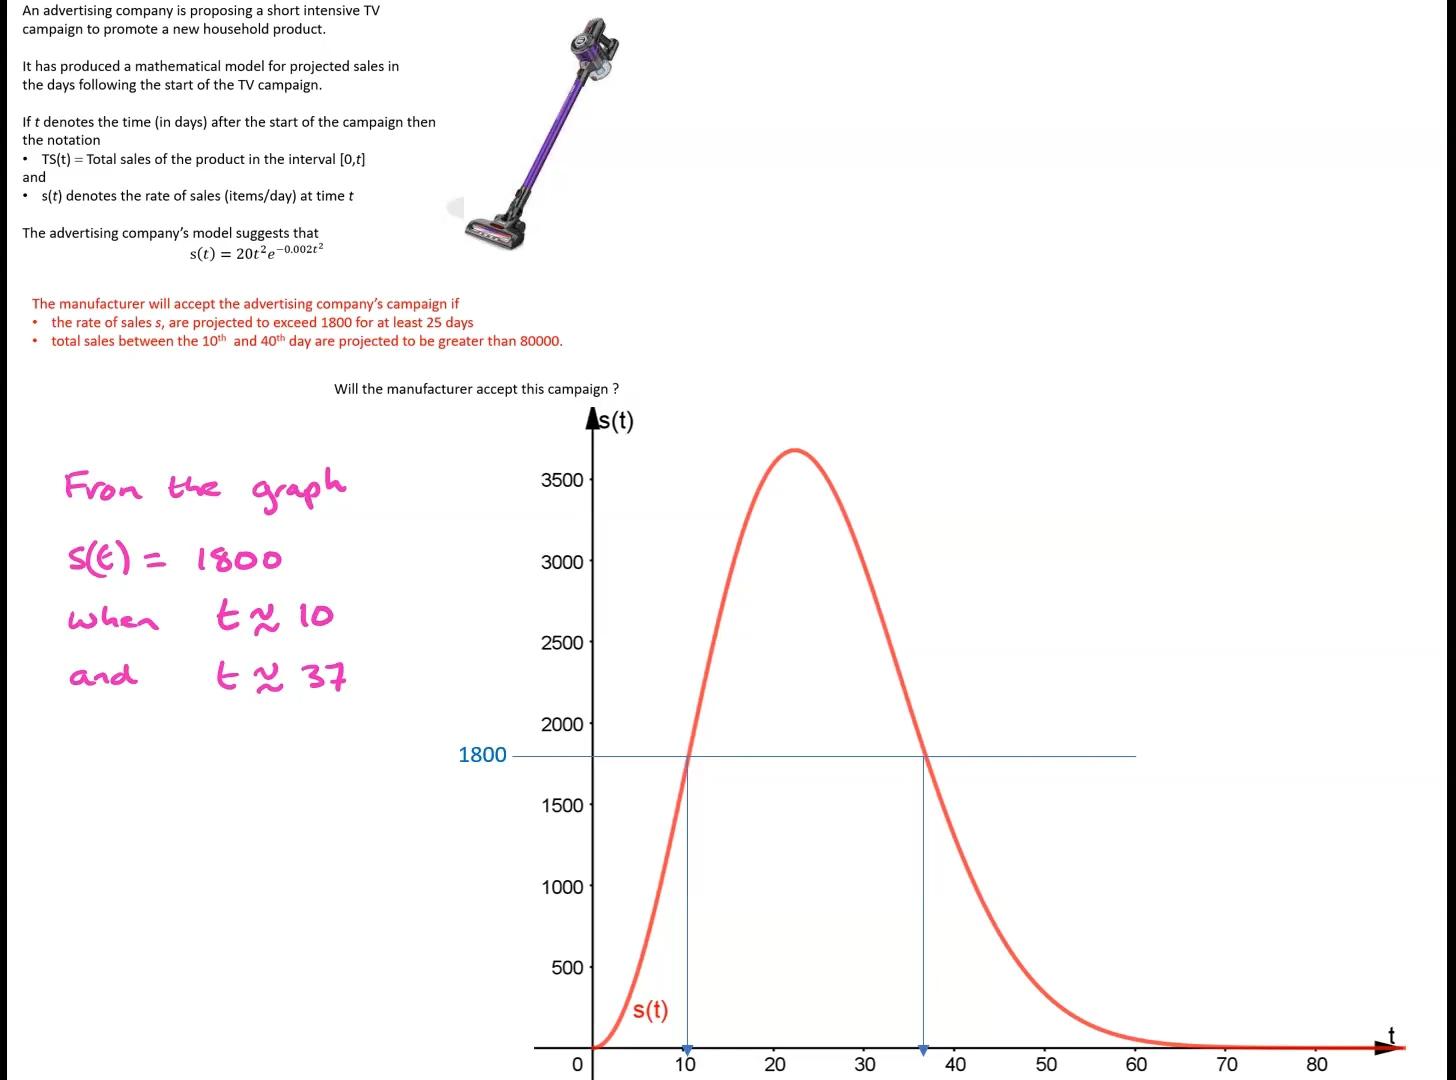 An advertising company is proposing a short intensive TV
campaign to promote a new household product.
It has produced a mathematical model for projected sales in
the days following the start of the TV campaign.
If t denotes the time (in days) after the start of the campaign then
the notation
• TS(t) = Total sales of the product in the interval [0,t]
and
• s(t) denotes the rate of sales (items/day) at time t
The advertising company's model suggests that
s(t) = 20t²e^−0.002t²
The manufacturer will accept the advertising company's campaign if
• the rate of sales s, are projected to exceed 1800 for at least 25 days
• total sales between the 10th and 40th day are projected to be greater than 80000.
Will the manufacturer accept this campaign ?
From the graph
s(t) = 1800
when t ≈ 10
and t ≈ 37
s(t)
3500
3000
2500
2000
1800
1500
1000
500
s(t)
t
0 10 20 30 40 50 60 70 80